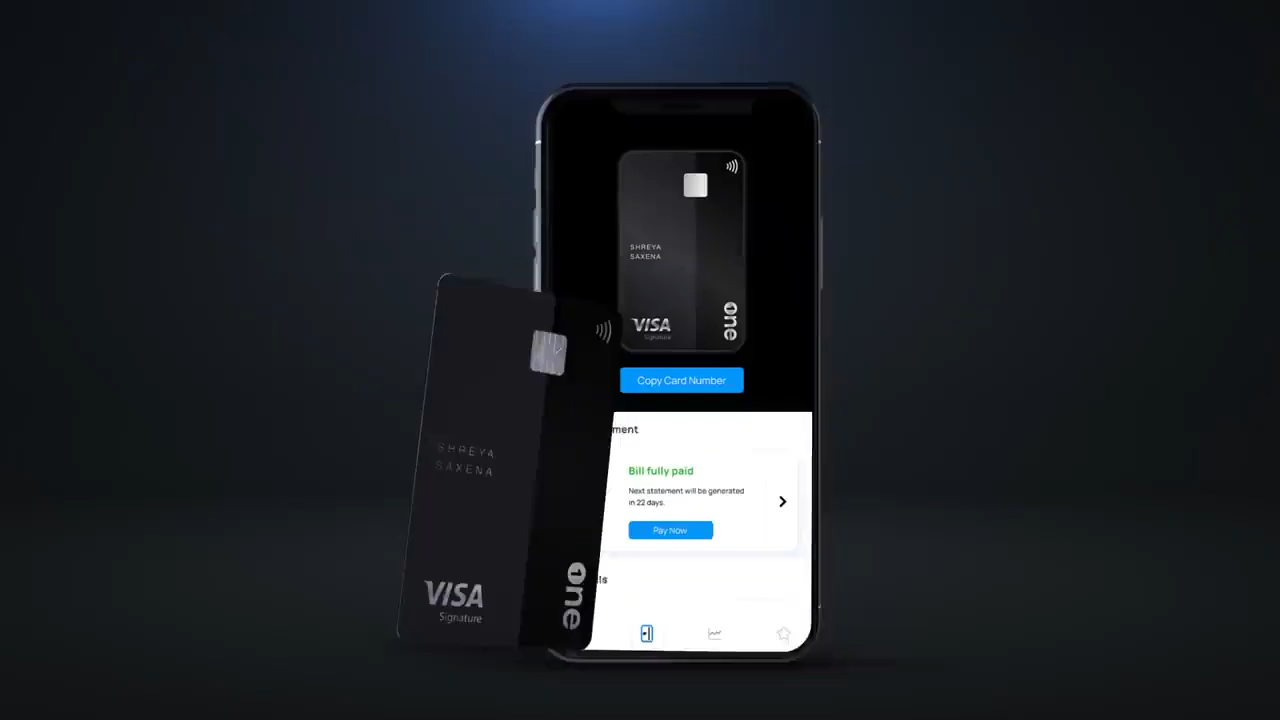 SHREYA
SAXENA
VISA
Signature
one
Copy Card Number
ment
Bill fully paid
Next statement will be generated
in 22 days.
Pay Now
ls
SHREYA
SAXENA
VISA
Signature
one